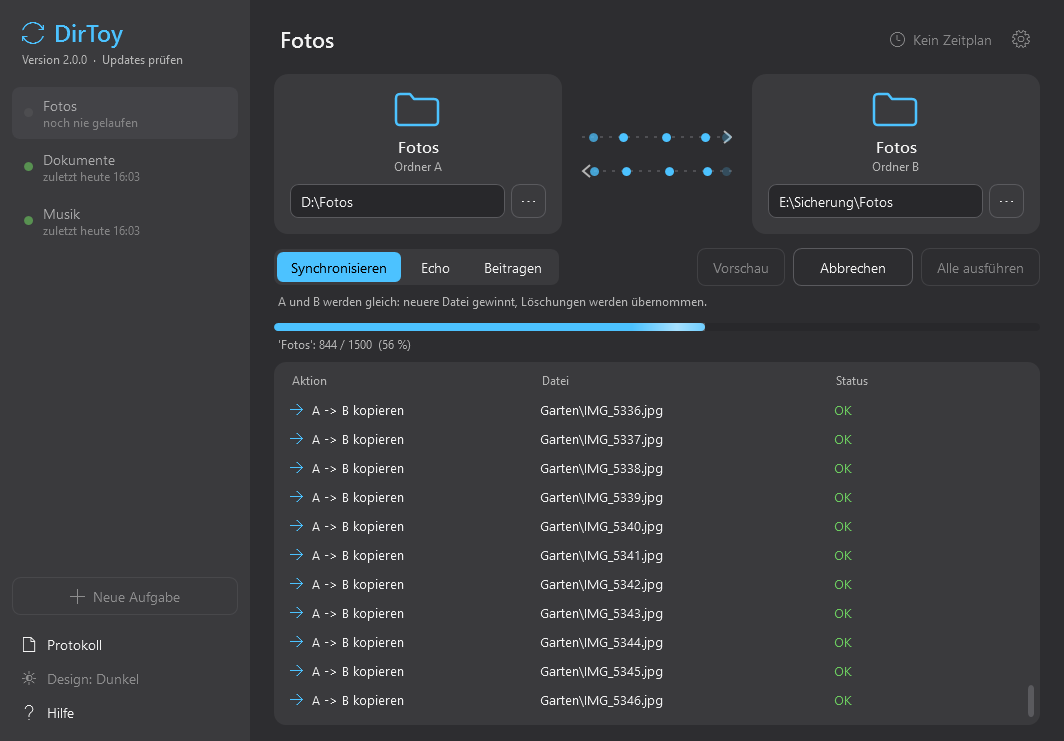 DirToy
Version 2.0.0 · Updates prüfen
Fotos
noch nie gelaufen
Dokumente
zuletzt heute 16:03
Musik
zuletzt heute 16:03
Neue Aufgabe
Protokoll
Design: Dunkel
? Hilfe
Fotos
Kein Zeitplan
Fotos
Ordner A
D:\Fotos
...
Fotos
Ordner B
E:\Sicherung\Fotos
...
Synchronisieren Echo Beitragen
Vorschau Abbrechen Alle ausführen
A und B werden gleich: neuere Datei gewinnt, Löschungen werden übernommen.
'Fotos': 844 / 1500 (56 %)
Aktion Datei Status
A -> B kopieren Garten\IMG_5336.jpg OK
A -> B kopieren Garten\IMG_5337.jpg OK
A -> B kopieren Garten\IMG_5338.jpg OK
A -> B kopieren Garten\IMG_5339.jpg OK
A -> B kopieren Garten\IMG_5340.jpg OK
A -> B kopieren Garten\IMG_5341.jpg OK
A -> B kopieren Garten\IMG_5342.jpg OK
A -> B kopieren Garten\IMG_5343.jpg OK
A -> B kopieren Garten\IMG_5344.jpg OK
A -> B kopieren Garten\IMG_5345.jpg OK
A -> B kopieren Garten\IMG_5346.jpg OK